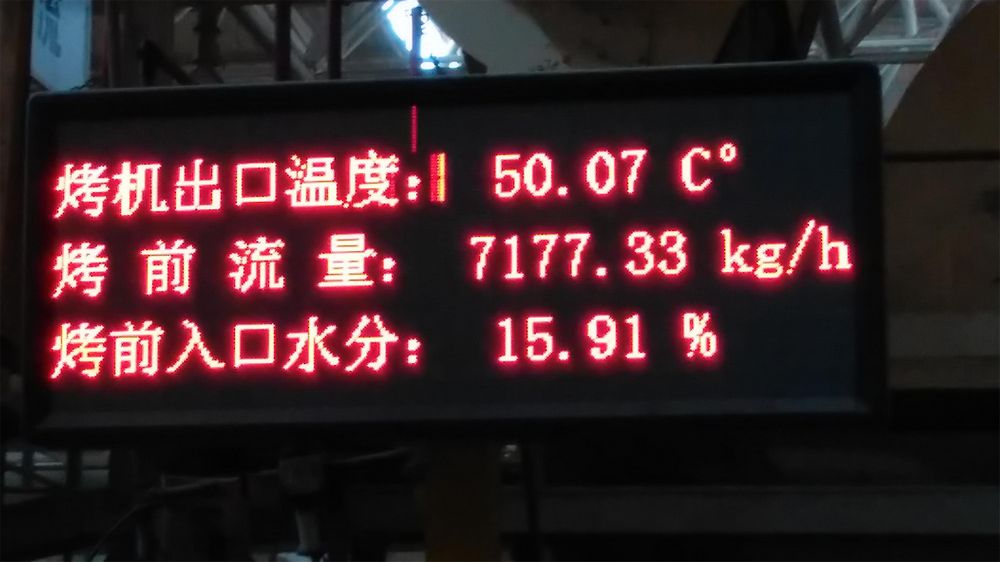 烤机出口温度： 50.07 C°
烤 前 流 量： 7177.33 kg/h
烤前入口水分： 15.91 %